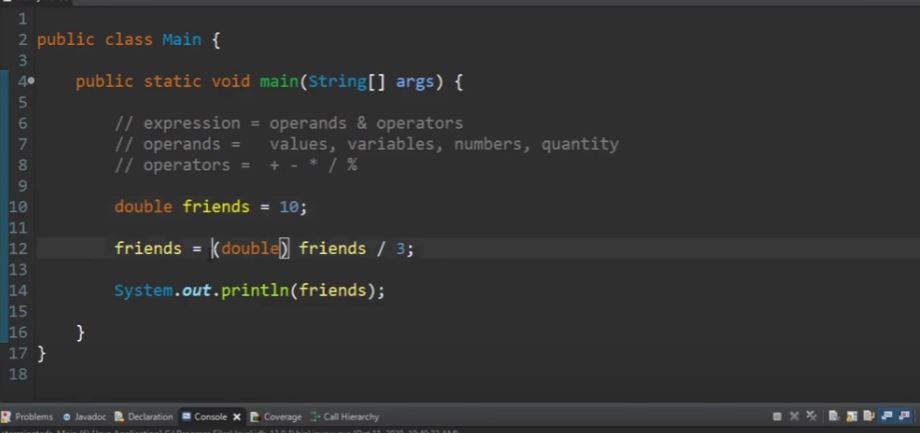 1
2 public class Main {
3
4 public static void main(String[] args) {
5
6 // expression = operands & operators
7 // operands = values, variables, numbers, quantity
8 // operators = + - * / %
9
10 double friends = 10;
11
12 friends = (double) friends / 3;
13
14 System.out.println(friends);
15
16 }
17 }
18
Problems Javadoc Declaration Console Coverage Call Hierarchy